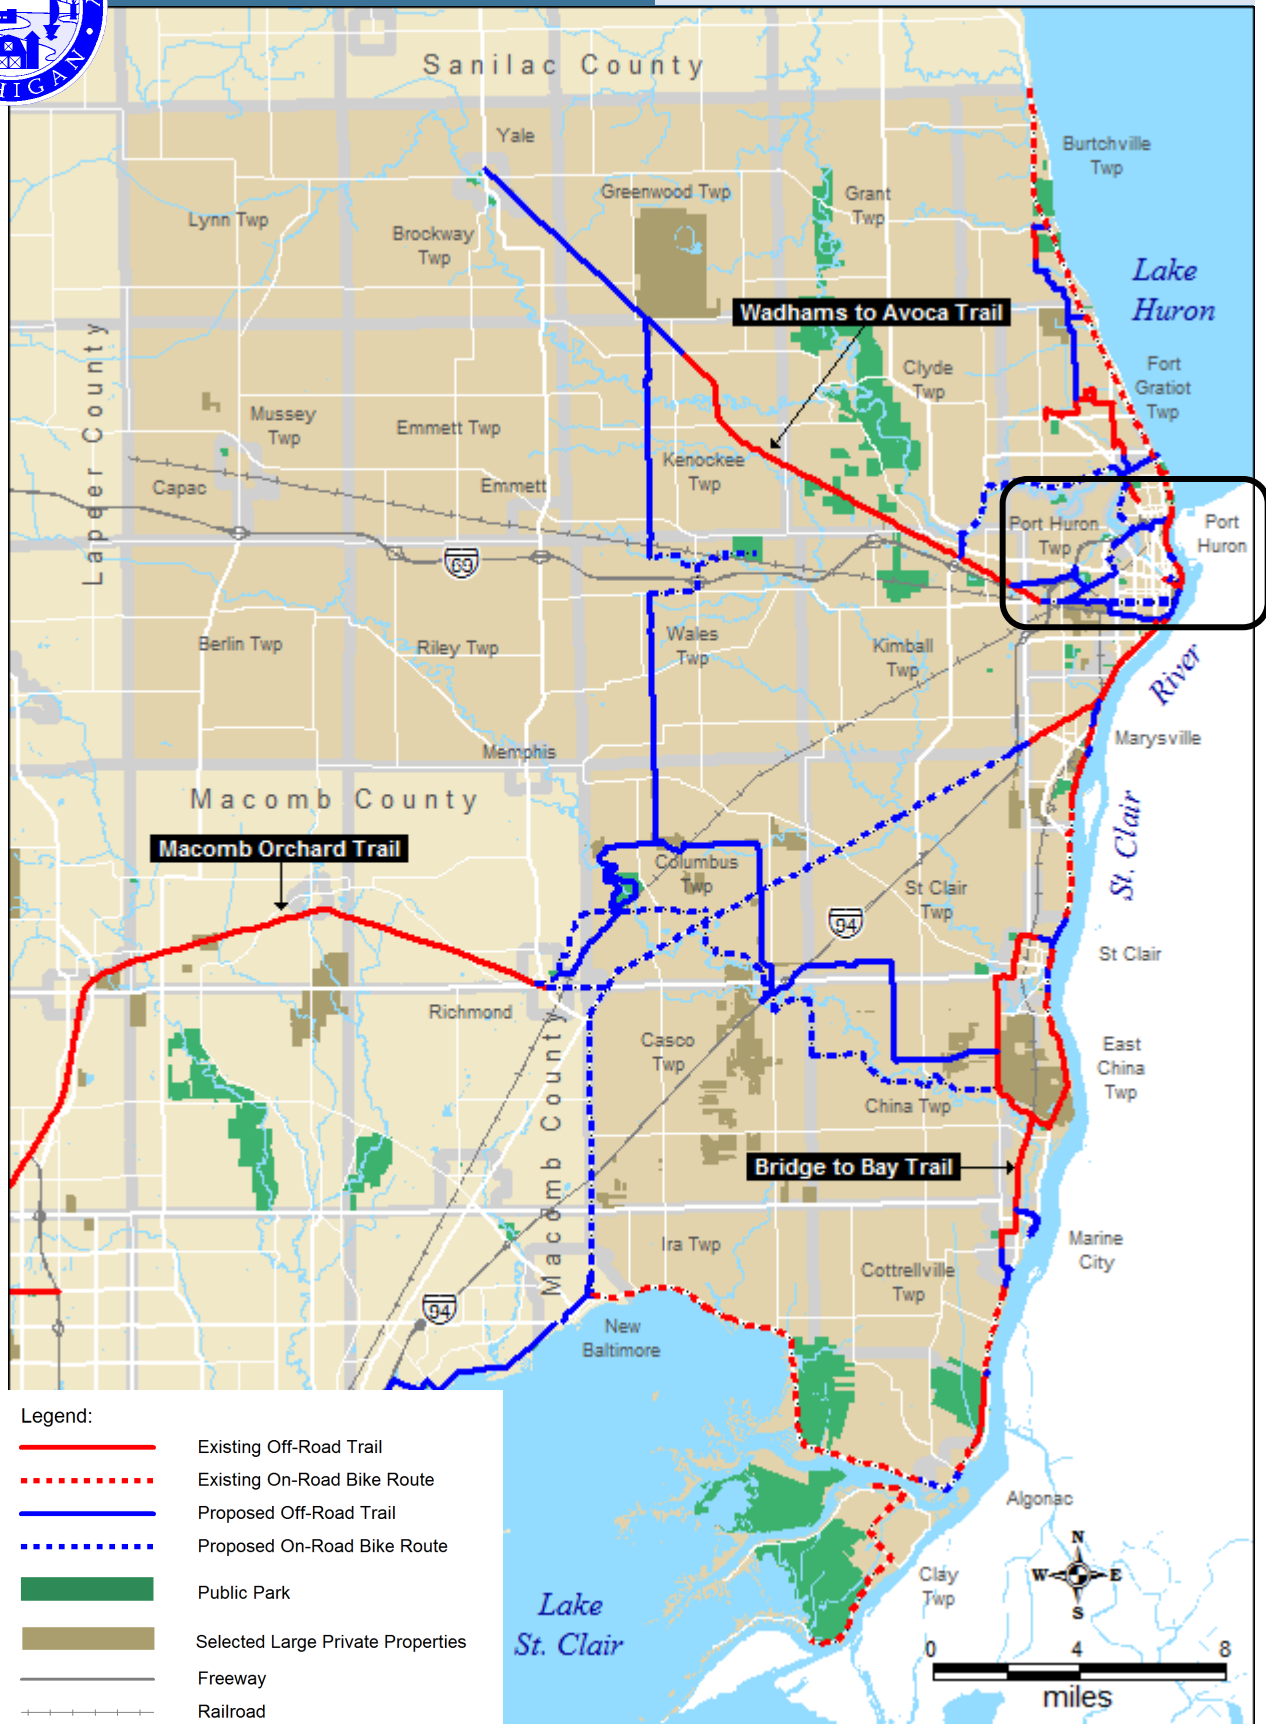 HIGAN
Sanilac County
Yale
Burtchville
Twp
Greenwood Twp
Grant
Twp
Lynn Twp
Brockway
Twp
Lake
Huron
Wadhams to Avoca Trail
Lapeer County
Clyde
Twp
Fort
Gratiot
Twp
Mussey
Twp
Emmett Twp
Kenockee
Twp
Capac
Emmett
Port Huron
Twp
Port
Huron
69
Berlin Twp
Riley Twp
Wales
Twp
Kimball
Twp
River
Memphis
Marysville
Macomb County
St. Clair
Macomb Orchard Trail
Columbus
Twp
St Clair
Twp
94
St Clair
Richmond
Casco
Twp
East
China
Twp
Macomb County
China Twp
Bridge to Bay Trail
Ira Twp
Marine
City
Cottrellville
Twp
94
New
Baltimore
Legend:
Existing Off-Road Trail
Existing On-Road Bike Route
Proposed Off-Road Trail
Proposed On-Road Bike Route
Public Park
Selected Large Private Properties
Freeway
Railroad
Algonac
Clay
Twp
Lake
St. Clair
N
W E
S
0 4 8
miles